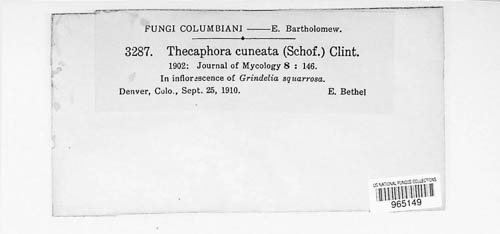 FUNGI COLUMBIANI — E. Bartholomew.
3287. Thecaphora cuneata (Schof.) Clint.
1902: Journal of Mycology 8 : 146.
In inflorescence of Grindelia squarrosa.
Denver, Colo., Sept. 25, 1910. E. Bethel
US NATIONAL FUNGUS COLLECTIONS
965149